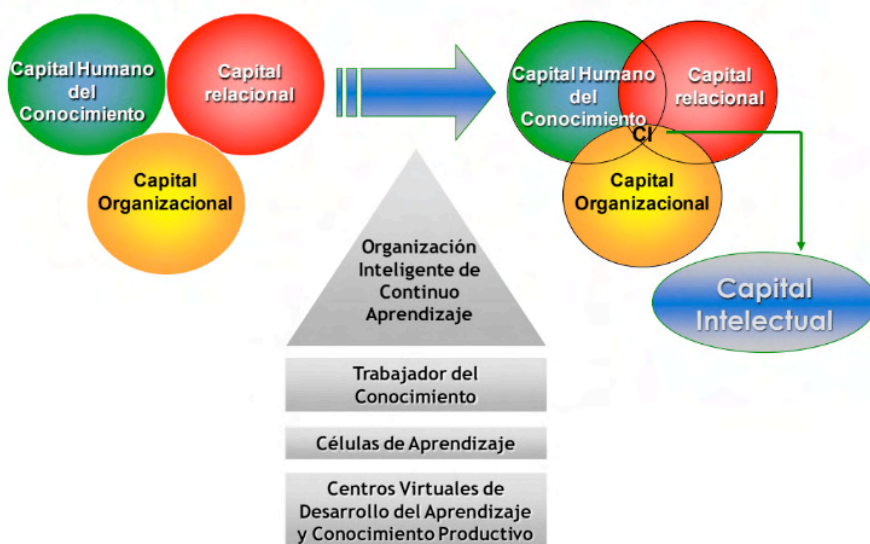 Capital Humano
del
Conocimiento
Capital
relacional
Capital
Organizacional
Capital Humano
del
Conocimiento
Capital
relacional
CI
Capital
Organizacional
Capital
Intelectual
Organización
Inteligente de
Continuo
Aprendizaje
Trabajador del
Conocimiento
Células de Aprendizaje
Centros Virtuales de
Desarrollo del Aprendizaje
y Conocimiento Productivo